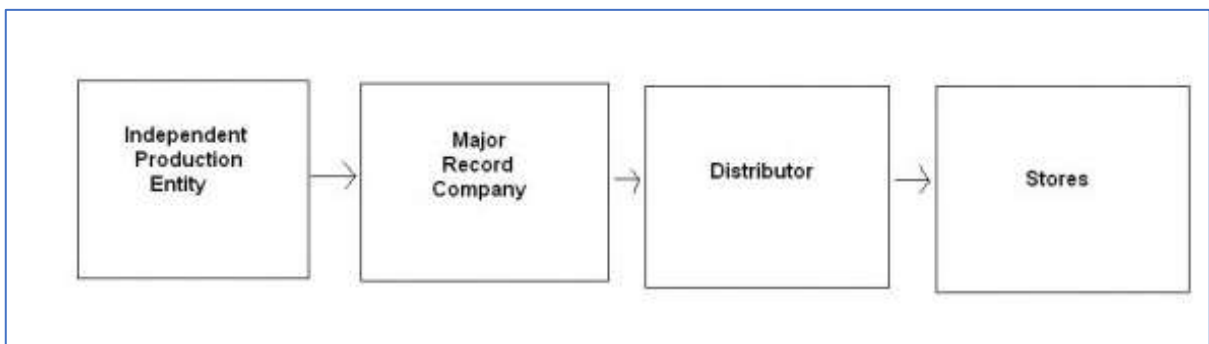 Independent
Production
Entity
Major
Record
Company
Distributor
Stores